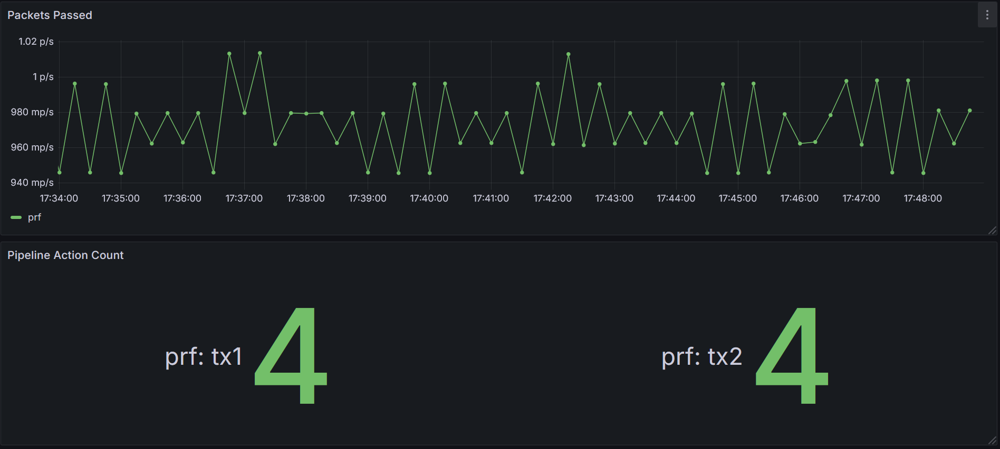 Packets Passed
1.02 p/s
1 p/s
980 mp/s
960 mp/s
940 mp/s
17:34:00 17:35:00 17:36:00 17:37:00 17:38:00 17:39:00 17:40:00 17:41:00 17:42:00 17:43:00 17:44:00 17:45:00 17:46:00 17:47:00 17:48:00
prf
Pipeline Action Count
prf: tx1 4 prf: tx2 4